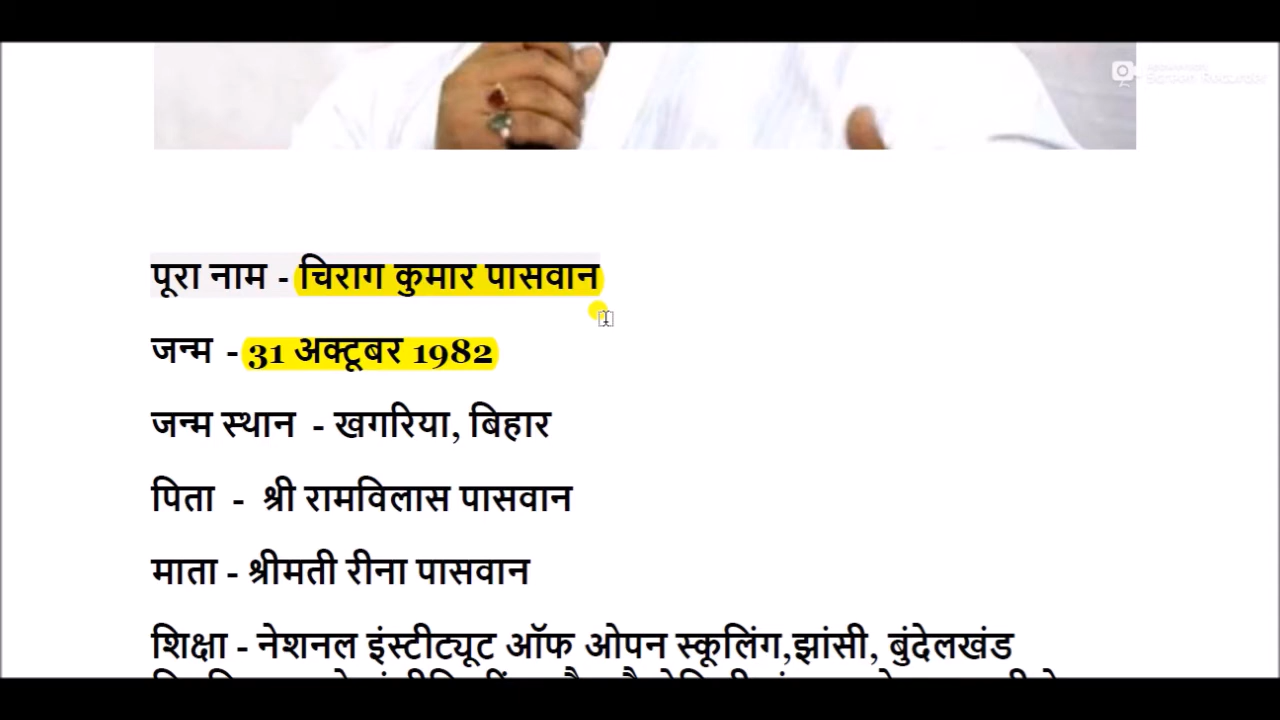 पूरा नाम - चिराग कुमार पासवान
जन्म - 31 अक्टूबर 1982
जन्म स्थान - खगरिया, बिहार
पिता - श्री रामविलास पासवान
माता - श्रीमती रीना पासवान
शिक्षा - नेशनल इंस्टीट्यूट ऑफ ओपन स्कूलिंग,झांसी, बुंदेलखंड